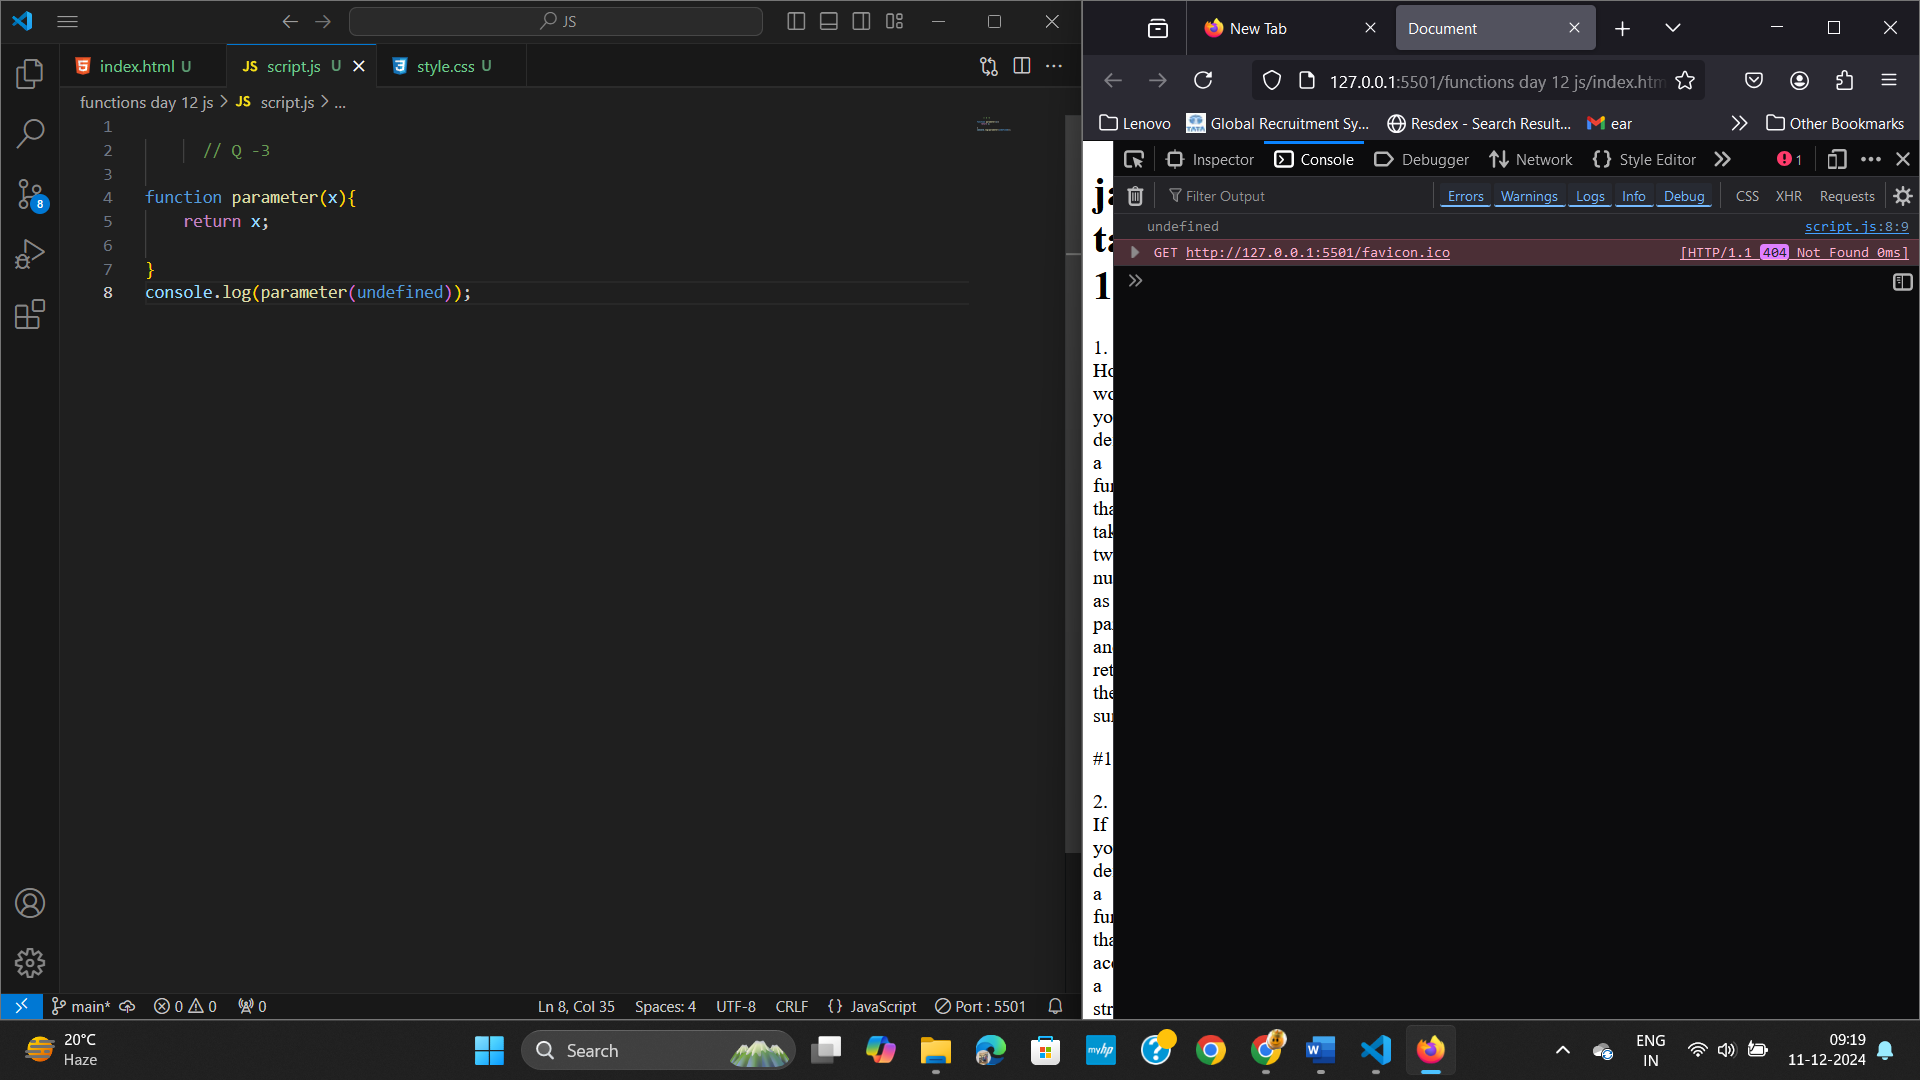 JS
index.html U
JS script.js U
style.css U
functions day 12 js > JS script.js > ...
1
2 // Q -3
3
4 function parameter(x){
5 return x;
6
7 }
8 console.log(parameter(undefined));
8
main* 0 0 0
Ln 8, Col 35 Spaces: 4 UTF-8 CRLF {} JavaScript Port : 5501
New Tab
Document
127.0.0.1:5501/functions day 12 js/index.htm
Lenovo
TATA
Global Recruitment Sy...
Resdex - Search Result...
ear
Other Bookmarks
Inspector Console Debugger Network {} Style Editor 1
Filter Output
Errors Warnings Logs Info Debug CSS XHR Requests
undefined script.js:8:9
GET http://127.0.0.1:5501/favicon.ico [HTTP/1.1 404 Not Found 0ms]
ja
ta
1
1.
Ho
wo
yo
de
a
fun
tha
tak
tw
nu
as
pa
an
ret
the
su
#1
2.
If
yo
de
a
fun
tha
acc
a
str
20°C
Haze
Search
myhp
W
ENG
IN
09:19
11-12-2024